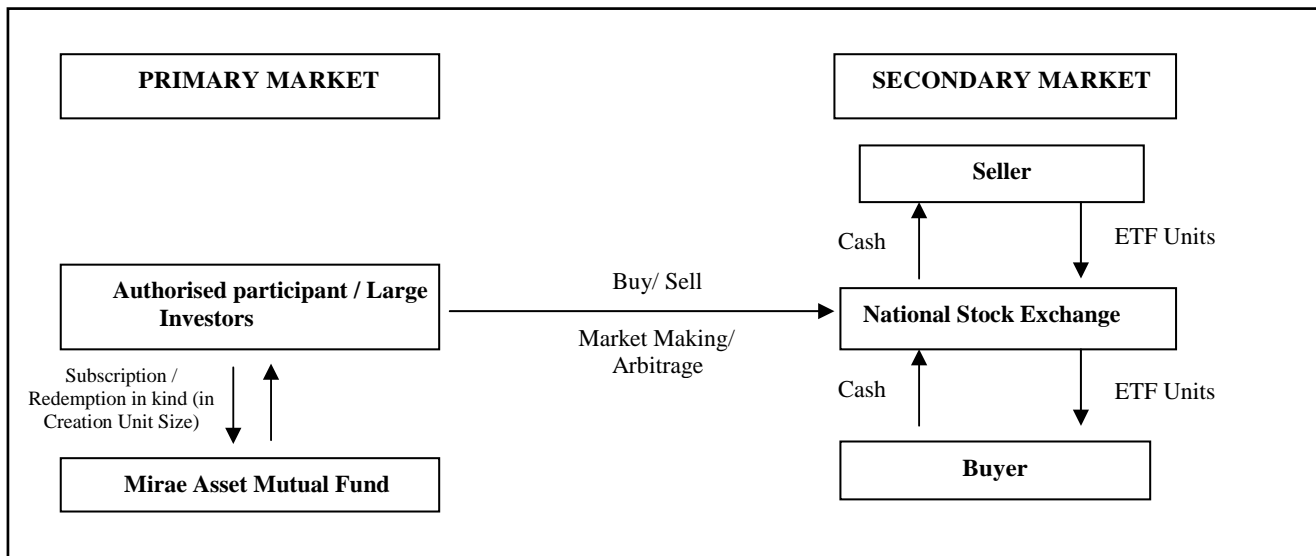 PRIMARY MARKET
SECONDARY MARKET
Seller
Cash
ETF Units
Authorised participant / Large
Investors
Buy/ Sell
Market Making/
Arbitrage
National Stock Exchange
Subscription /
Redemption in kind (in
Creation Unit Size)
Cash
ETF Units
Mirae Asset Mutual Fund
Buyer